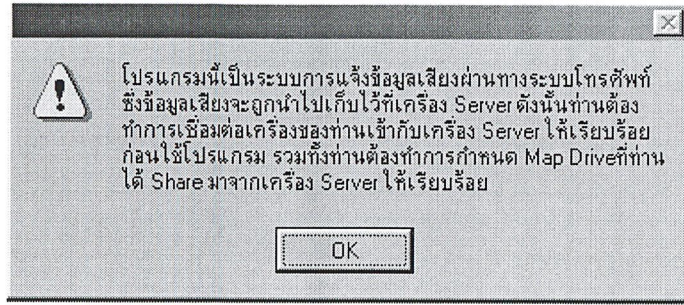 โปรแกรมนี้เป็นระบบการแจ้งข้อมูลเสียงผ่านทางระบบโทรศัพท์
ซึ่งข้อมูลเสียงจะถูกนำไปเก็บไว้ที่เครื่อง Server ดังนั้นท่านต้อง
ทำการเชื่อมต่อเครื่องของท่านเข้ากับเครื่อง Server ให้เรียบร้อย
ก่อนใช้โปรแกรม รวมทั้งท่านต้องทำการกำหนด Map Driveที่ท่าน
ได้ Share มาจากเครื่อง Server ให้เรียบร้อย
OK